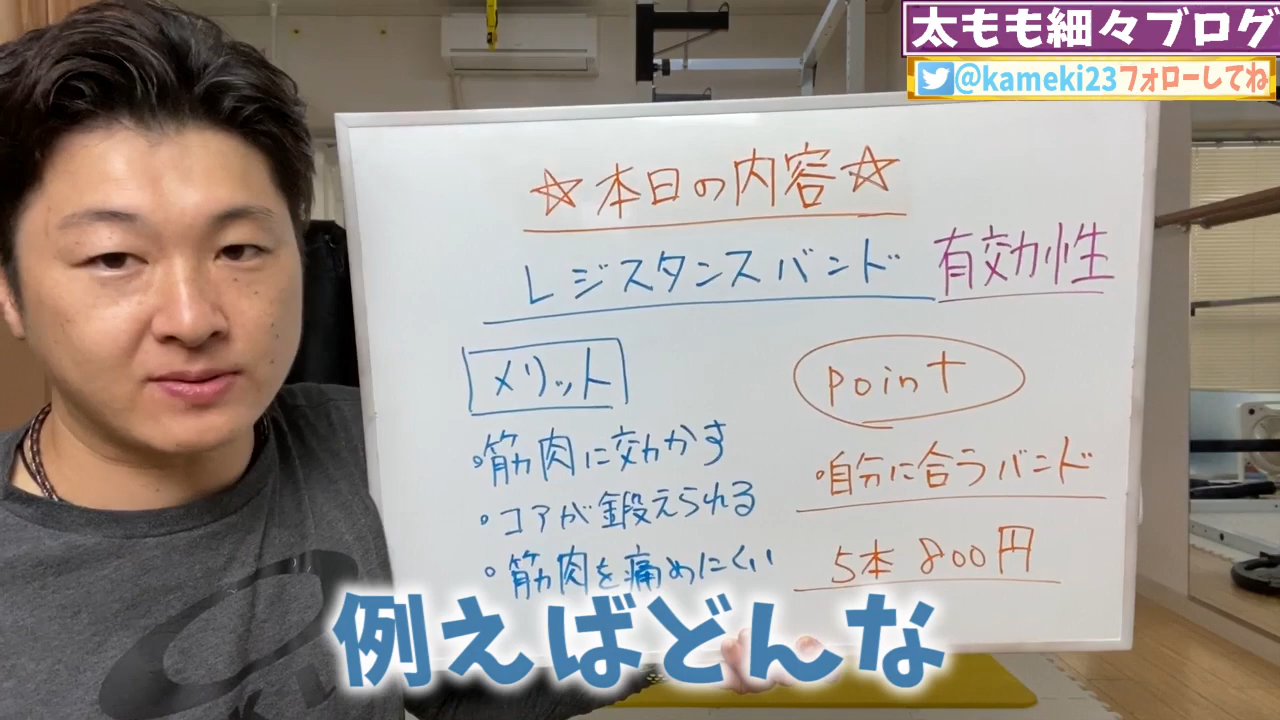 太もも細々ブログ
@kameki23フォローしてね
☆本日の内容☆
レジスタンスバンド 有効性
メリット
point
・筋肉に効かす
・コアが鍛えられる
・筋肉を痛めにくい
・自分に合うバンド
5本 800円
例えばどんな